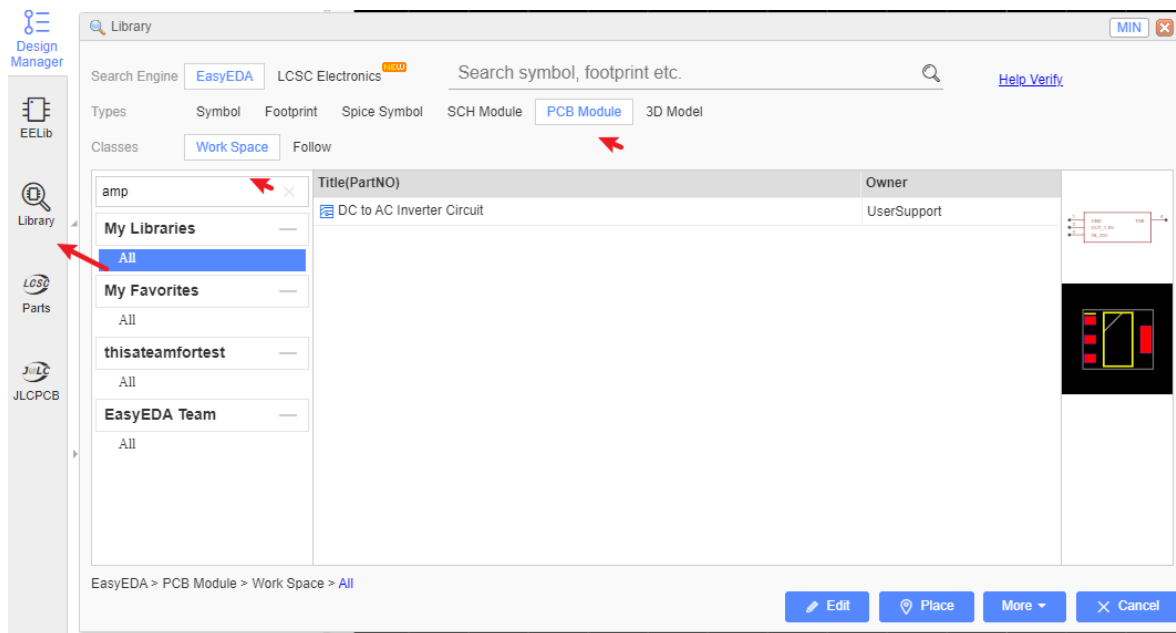 Design
Manager
EELib
Library
LCSC
Parts
JLCPCB
Library
MIN
Search Engine EasyEDA LCSC Electronics NEW Search symbol, footprint etc. Help Verify
Types Symbol Footprint Spice Symbol SCH Module PCB Module 3D Model
Classes Work Space Follow
amp
My Libraries
All
My Favorites
All
thisateamfortest
All
EasyEDA Team
All
Title(PartNO) Owner
DC to AC Inverter Circuit UserSupport
EasyEDA > PCB Module > Work Space > All
Edit Place More Cancel